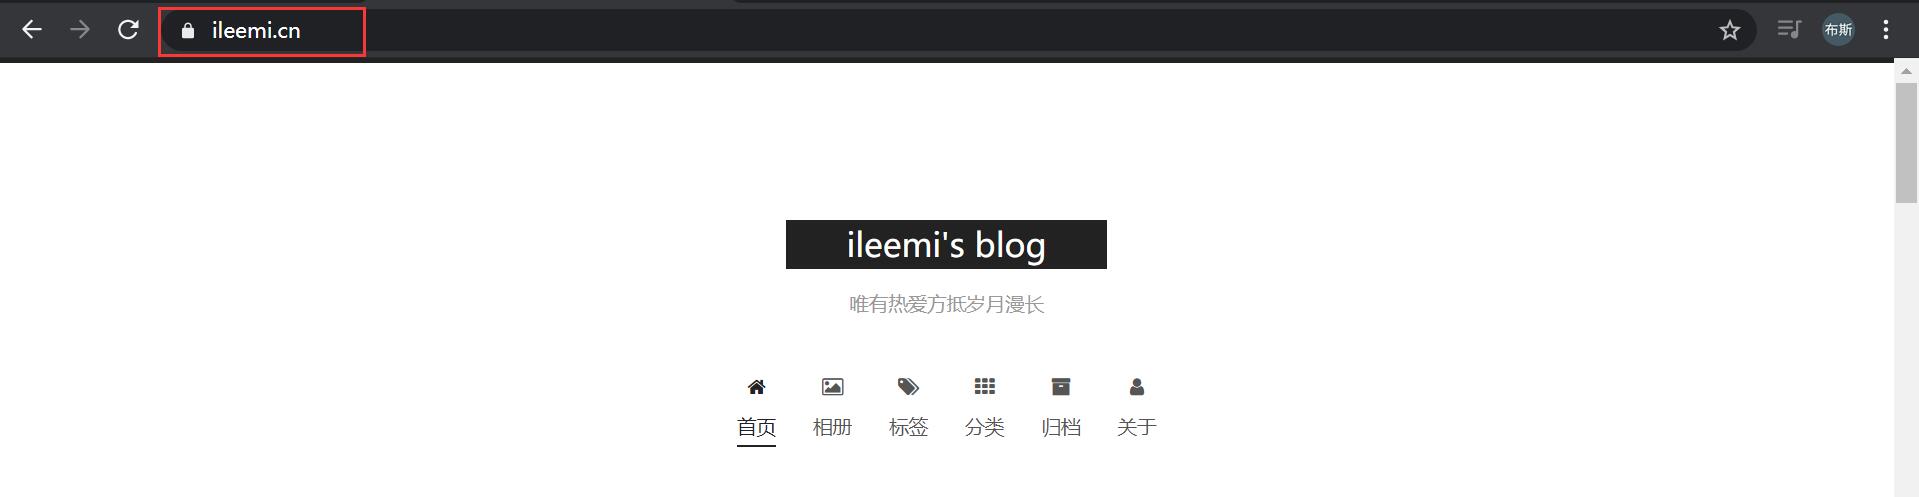 ileemi.cn
布斯
ileemi's blog
唯有热爱方抵岁月漫长
首页 相册 标签 分类 归档 关于